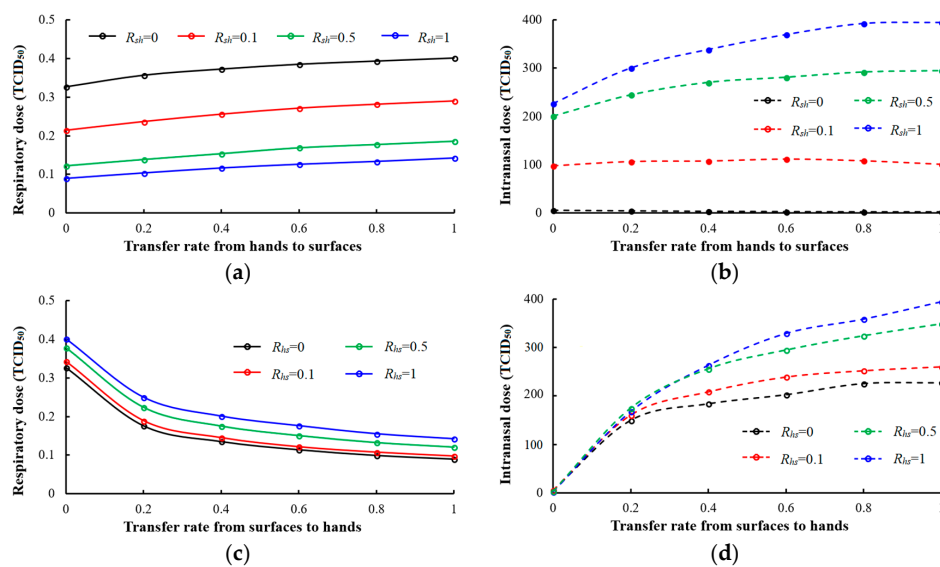 0.5
0.4
0.3
0.2
0.1
0
Respiratory dose (TCID50)
Rsh=0 Rsh=0.1 Rsh=0.5 Rsh=1
0 0.2 0.4 0.6 0.8 1
Transfer rate from hands to surfaces
(a)
400
300
200
100
0
Intranasal dose (TCID50)
Rsh=0 Rsh=0.5
Rsh=0.1 Rsh=1
0 0.2 0.4 0.6 0.8
Transfer rate from hands to surfaces
(b)
0.5
0.4
0.3
0.2
0.1
0
Respiratory dose (TCID50)
Rhs=0 Rhs=0.5
Rhs=0.1 Rhs=1
0 0.2 0.4 0.6 0.8 1
Transfer rate from surfaces to hands
(c)
400
300
200
100
0
Intranasal dose (TCID50)
Rhs=0 Rhs=0.5
Rhs=0.1 Rhs=1
0 0.2 0.4 0.6 0.8
Transfer rate from surfaces to hands
(d)